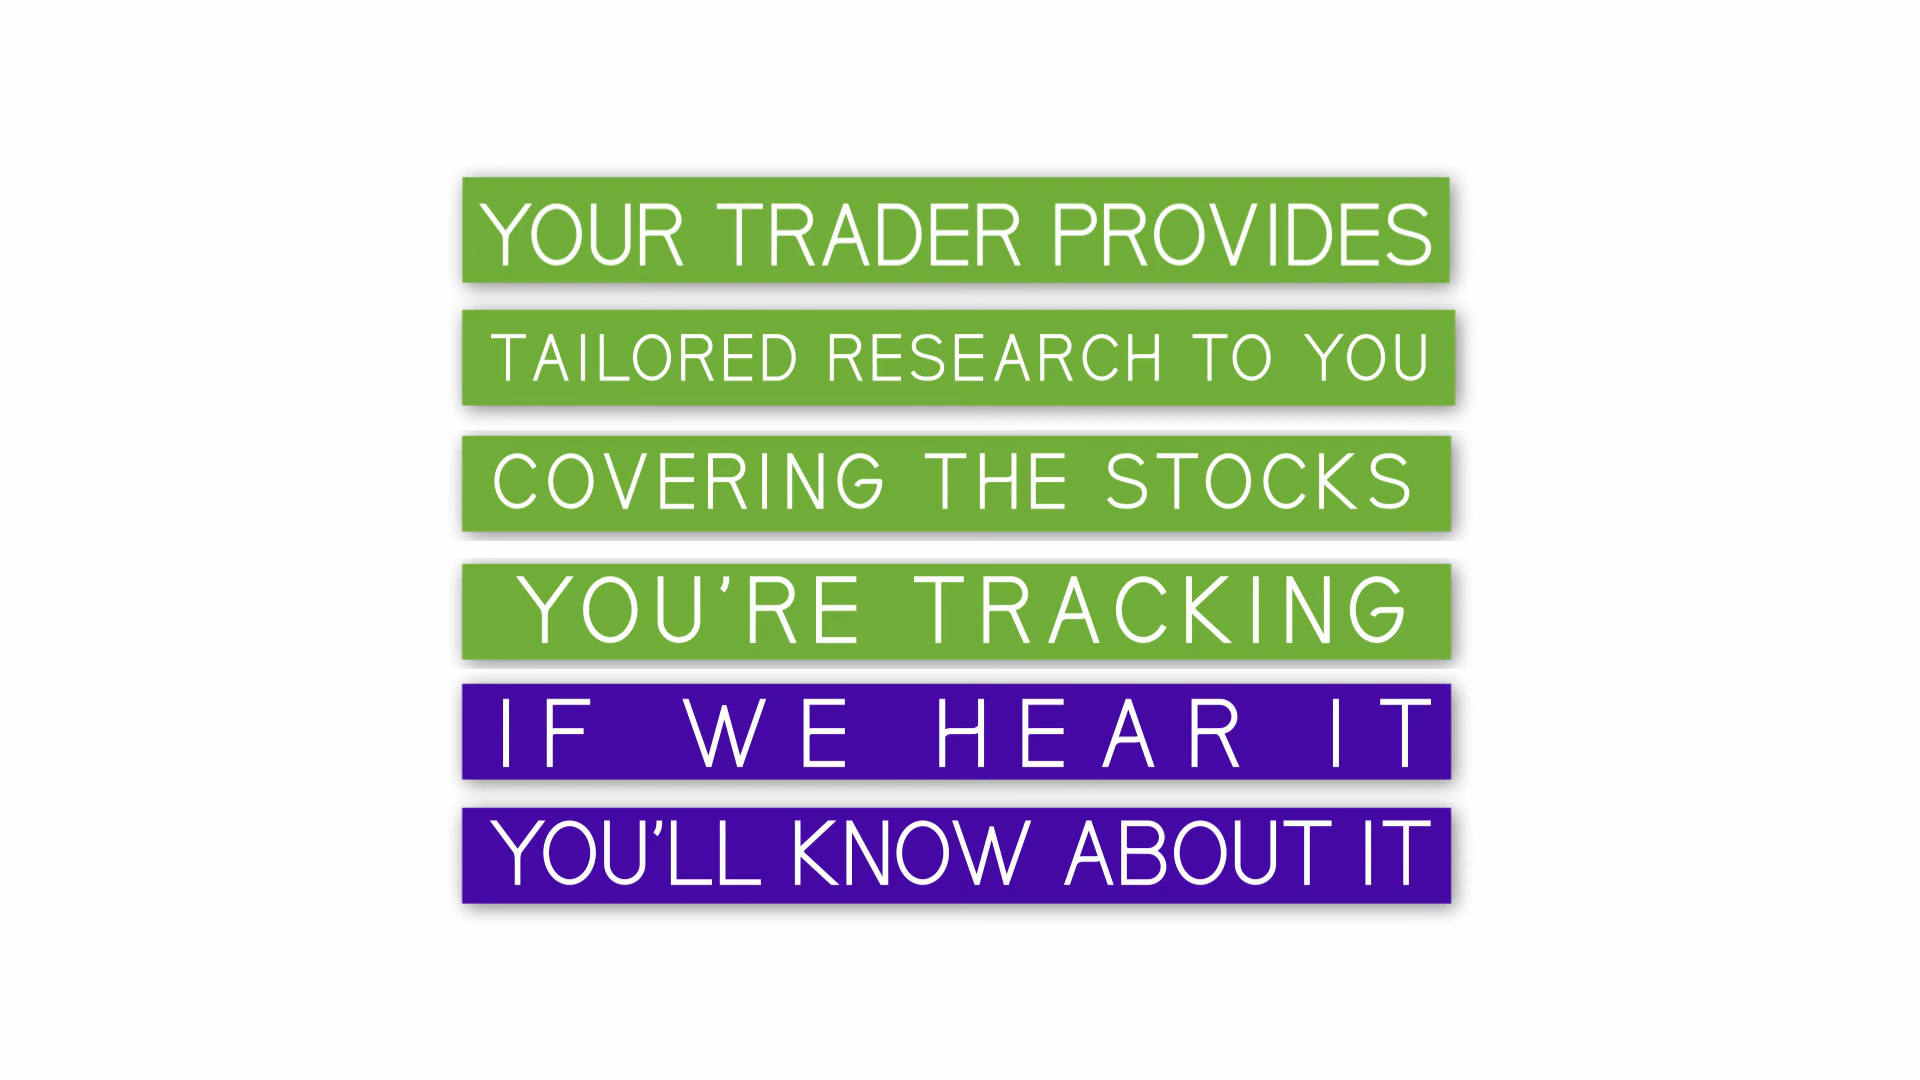 YOUR TRADER PROVIDES
TAILORED RESEARCH TO YOU
COVERING THE STOCKS
YOU'RE TRACKING
IF WE HEAR IT
YOU'LL KNOW ABOUT IT